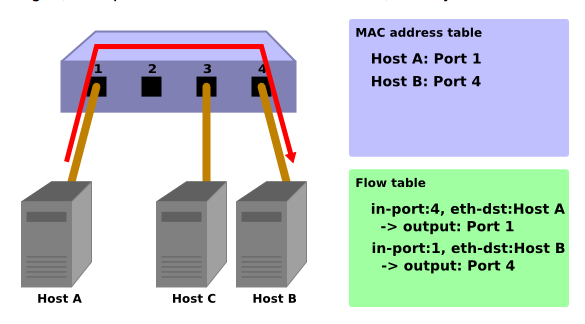 1 2 3 4
Host A
Host C
Host B
MAC address table
Host A: Port 1
Host B: Port 4
Flow table
in-port:4, eth-dst:Host A
-> output: Port 1
in-port:1, eth-dst:Host B
-> output: Port 4